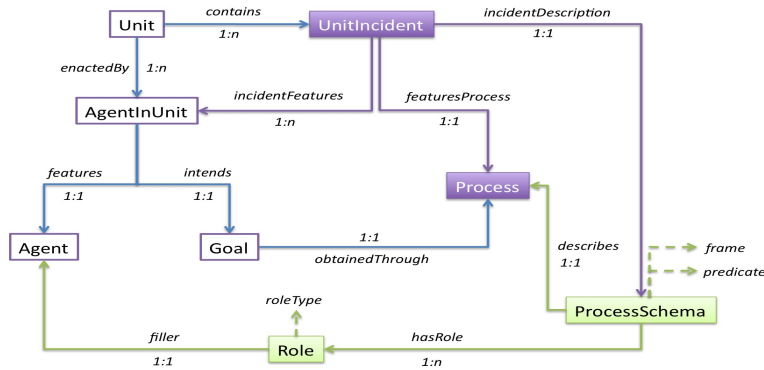 contains
incidentDescription
Unit
UnitIncident
1:n
1:1
enactedBy
1:n
incidentFeatures
featuresProcess
AgentInUnit
1:n
1:1
features
intends
Process
1:1
1:1
Agent
Goal
1:1
obtainedThrough
describes
1:1
frame
predicate
roleType
ProcessSchema
filler
Role
hasRole
1:1
1:n